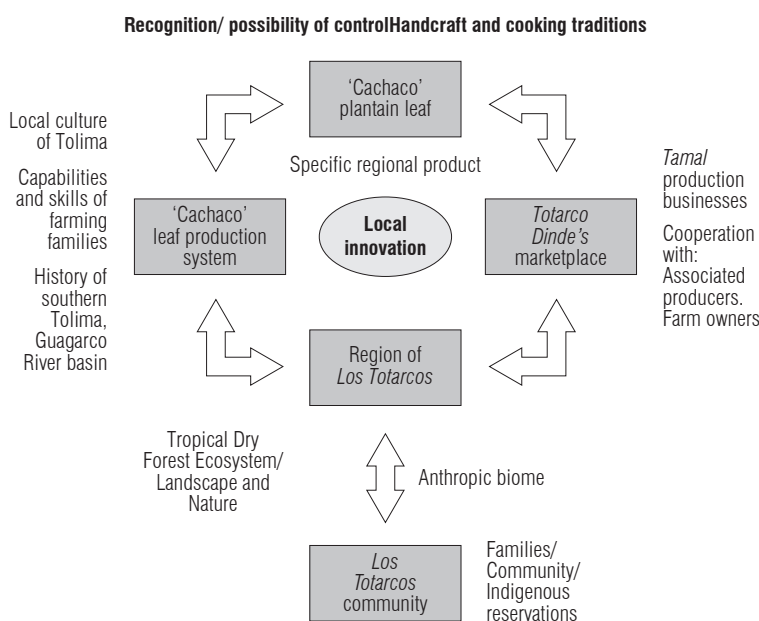 Recognition/ possibility of controlHandcraft and cooking traditions
‘Cachaco’
plantain leaf
Specific regional product
Local culture
of Tolima
Capabilities
and skills of
farming
families
History of
southern
Tolima,
Guagarco
River basin
‘Cachaco’
leaf production
system
Local
innovation
Totarco
Dinde’s
marketplace
Tamal
production
businesses
Cooperation
with:
Associated
producers.
Farm owners
Region of
Los Totarcos
Tropical Dry
Forest Ecosystem/
Landscape and
Nature
Anthropic biome
Los
Totarcos
community
Families/
Community/
Indigenous
reservations